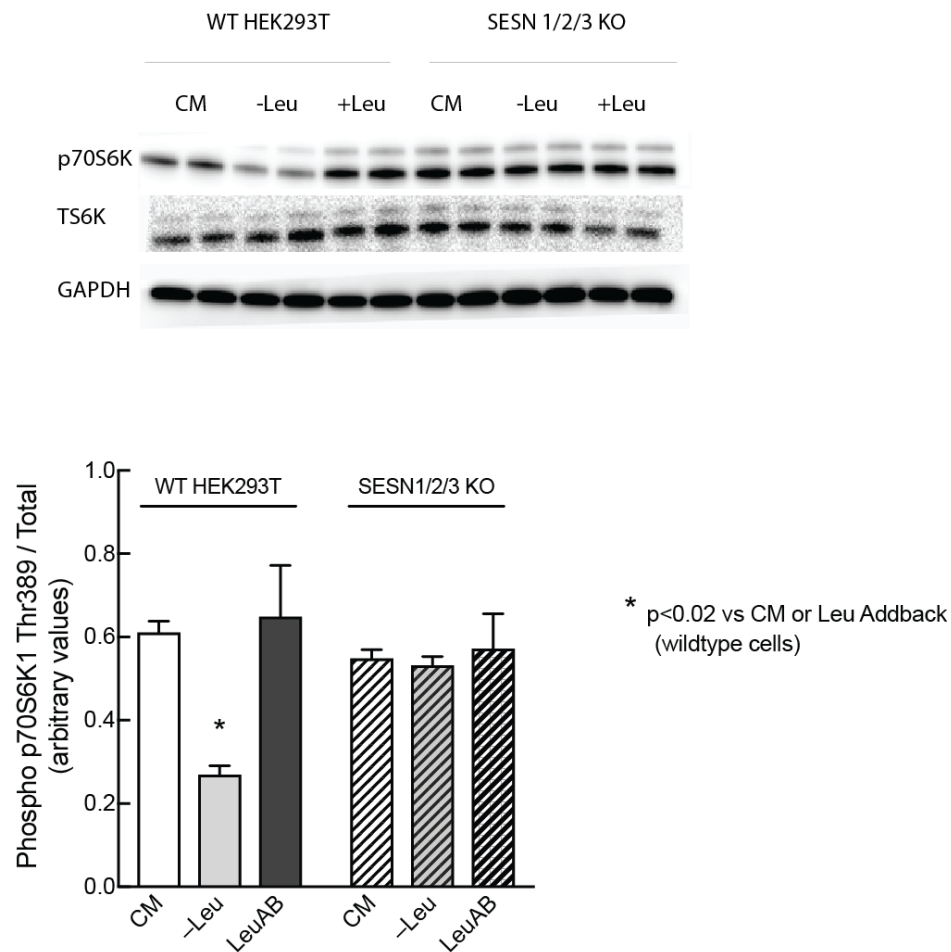 WT HEK293T SESN 1/2/3 KO
CM -Leu +Leu CM -Leu +Leu
p70S6K
TS6K
GAPDH
Phospho p70S6K1 Thr389 / Total
(arbitrary values)
1.0
0.8
0.6
0.4
0.2
0.0
WT HEK293T SESN1/2/3 KO
*
CM –Leu LeuAB CM –Leu LeuAB
* p<0.02 vs CM or Leu Addback
(wildtype cells)